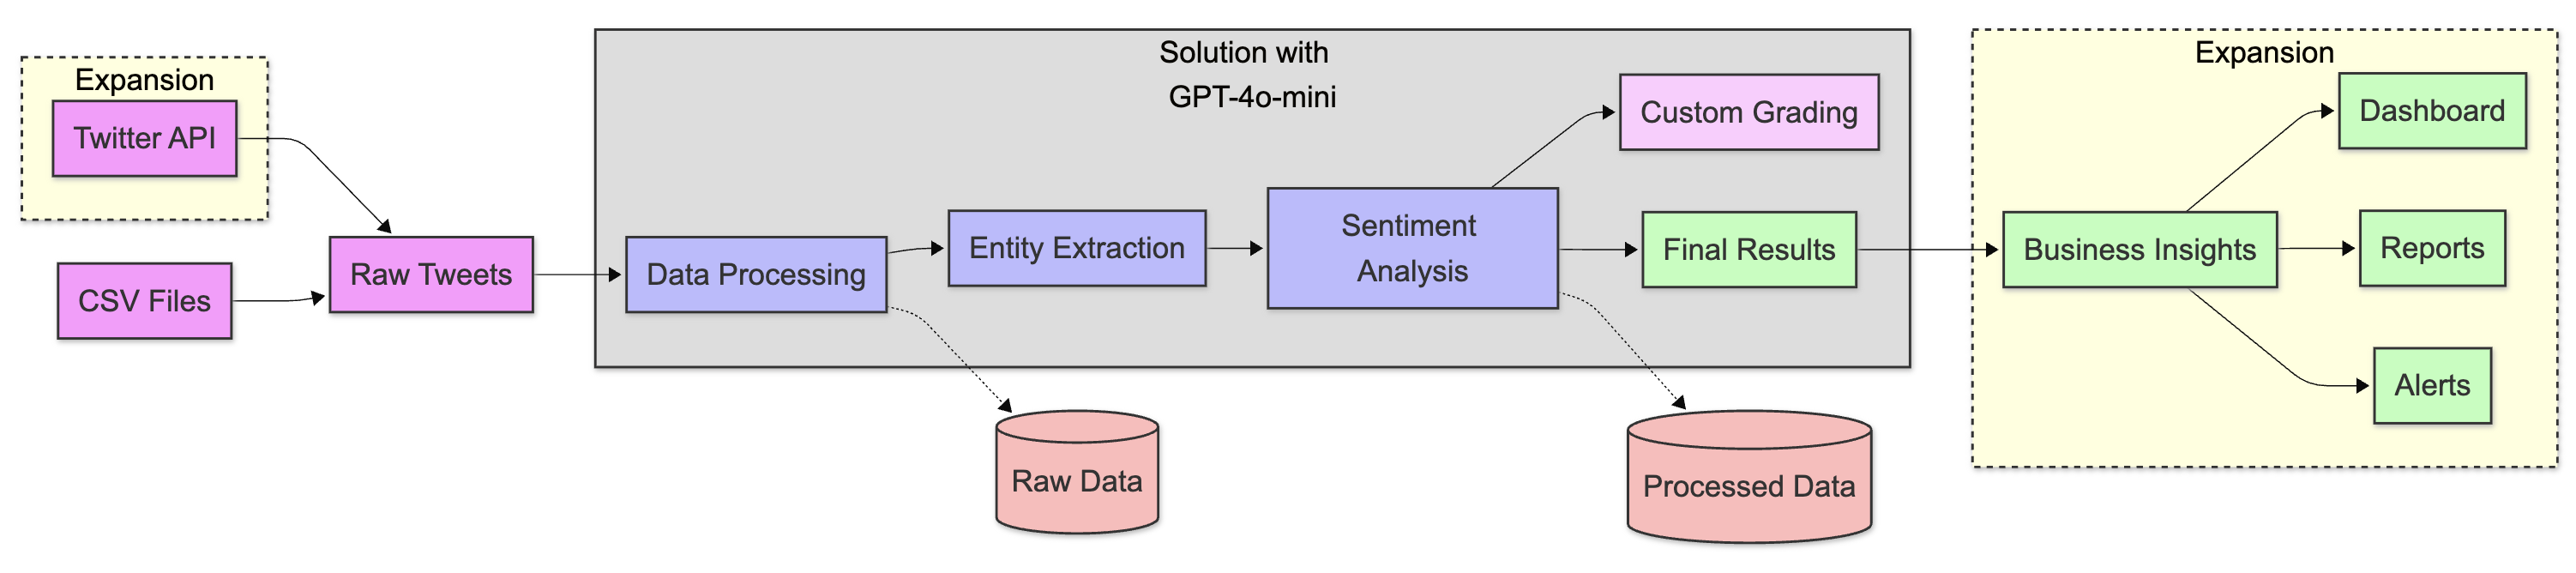 Expansion
Twitter API
CSV Files
Raw Tweets
Solution with
GPT-4o-mini
Data Processing
Entity Extraction
Sentiment
Analysis
Custom Grading
Final Results
Raw Data
Processed Data
Expansion
Business Insights
Dashboard
Reports
Alerts